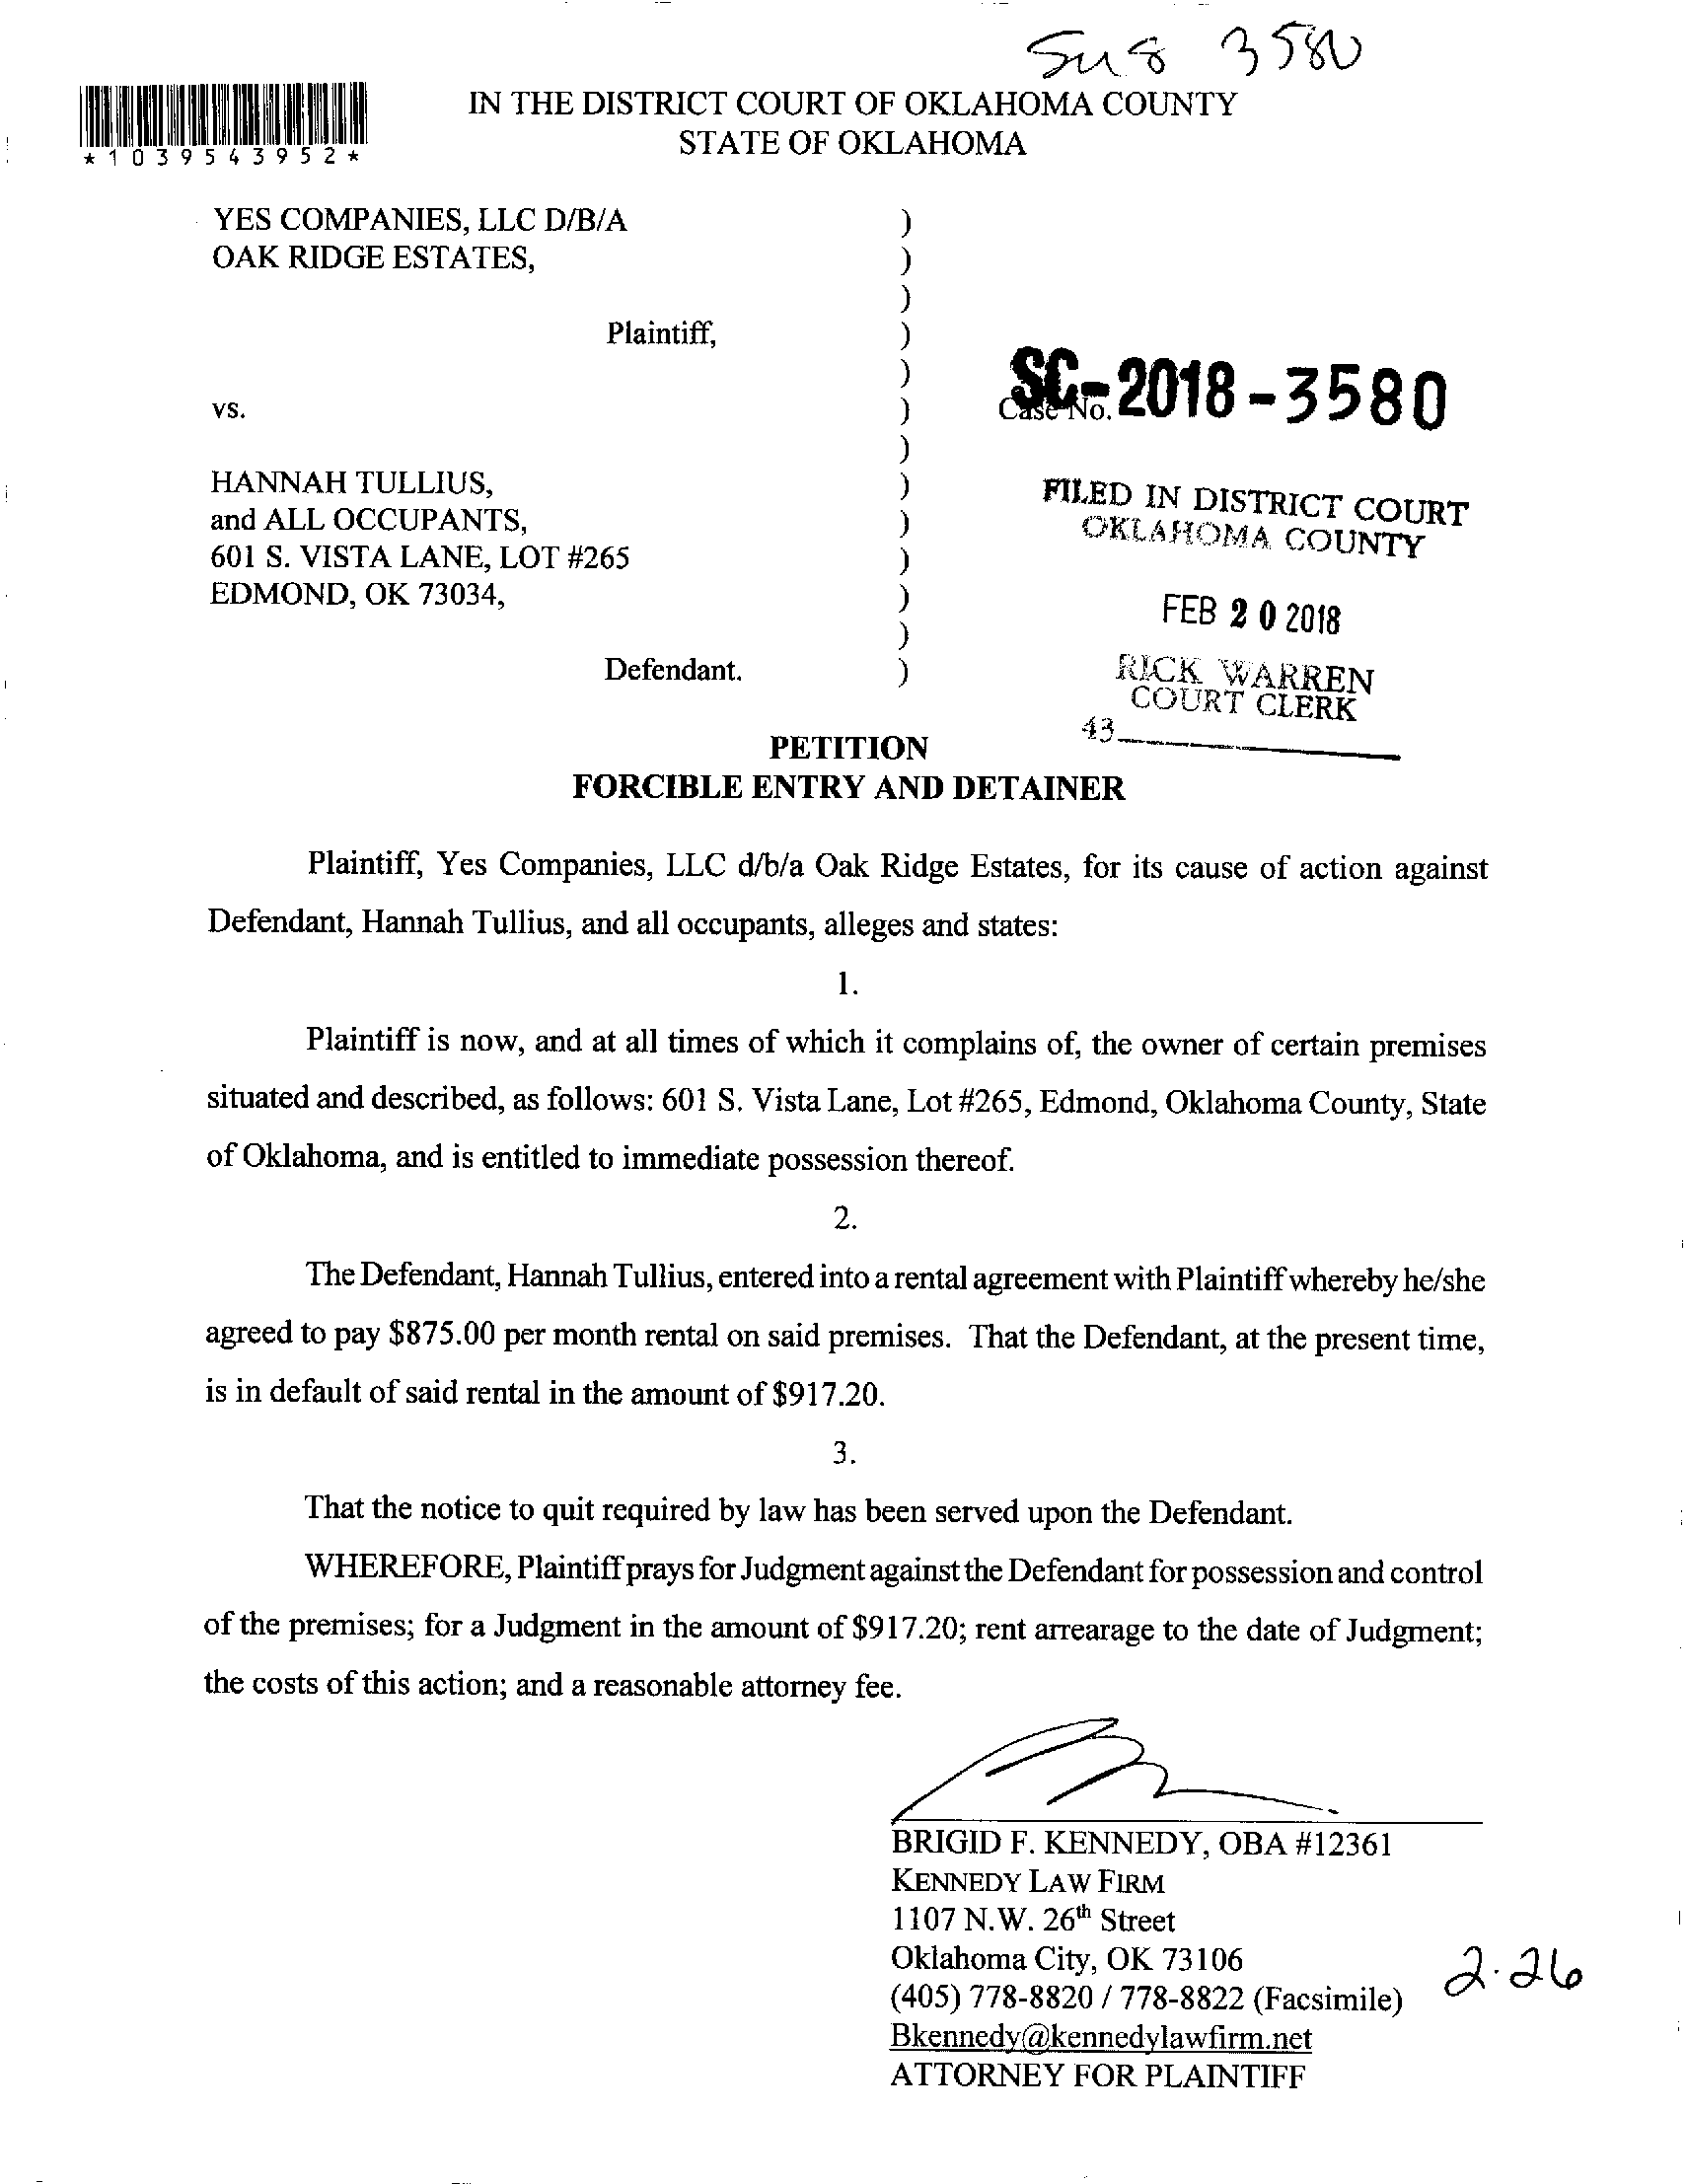 3580
IN THE DISTRICT COURT OF OKLAHOMA COUNTY
STATE OF OKLAHOMA
*1039543952*
YES COMPANIES, LLC D/B/A )
OAK RIDGE ESTATES, )
)
Plaintiff, )
)
vs. ) Case No. SC-2018-3580
)
HANNAH TULLIUS, )
and ALL OCCUPANTS, )
601 S. VISTA LANE, LOT #265 )
EDMOND, OK 73034, )
)
Defendant. )
FILED IN DISTRICT COURT
OKLAHOMA COUNTY
FEB 20 2018
RICK WARREN
COURT CLERK
43
PETITION
FORCIBLE ENTRY AND DETAINER
Plaintiff, Yes Companies, LLC d/b/a Oak Ridge Estates, for its cause of action against
Defendant, Hannah Tullius, and all occupants, alleges and states:
1.
Plaintiff is now, and at all times of which it complains of, the owner of certain premises
situated and described, as follows: 601 S. Vista Lane, Lot #265, Edmond, Oklahoma County, State
of Oklahoma, and is entitled to immediate possession thereof.
2.
The Defendant, Hannah Tullius, entered into a rental agreement with Plaintiff whereby he/she
agreed to pay $875.00 per month rental on said premises. That the Defendant, at the present time,
is in default of said rental in the amount of $917.20.
3.
That the notice to quit required by law has been served upon the Defendant.
WHEREFORE, Plaintiff prays for Judgment against the Defendant for possession and control
of the premises; for a Judgment in the amount of $917.20; rent arrearage to the date of Judgment;
the costs of this action; and a reasonable attorney fee.
BRIGID F. KENNEDY, OBA #12361
KENNEDY LAW FIRM
1107 N.W. 26th Street
Oklahoma City, OK 73106
(405) 778-8820 / 778-8822 (Facsimile)
Bkennedy@kennedylawfirm.net
ATTORNEY FOR PLAINTIFF
2.26